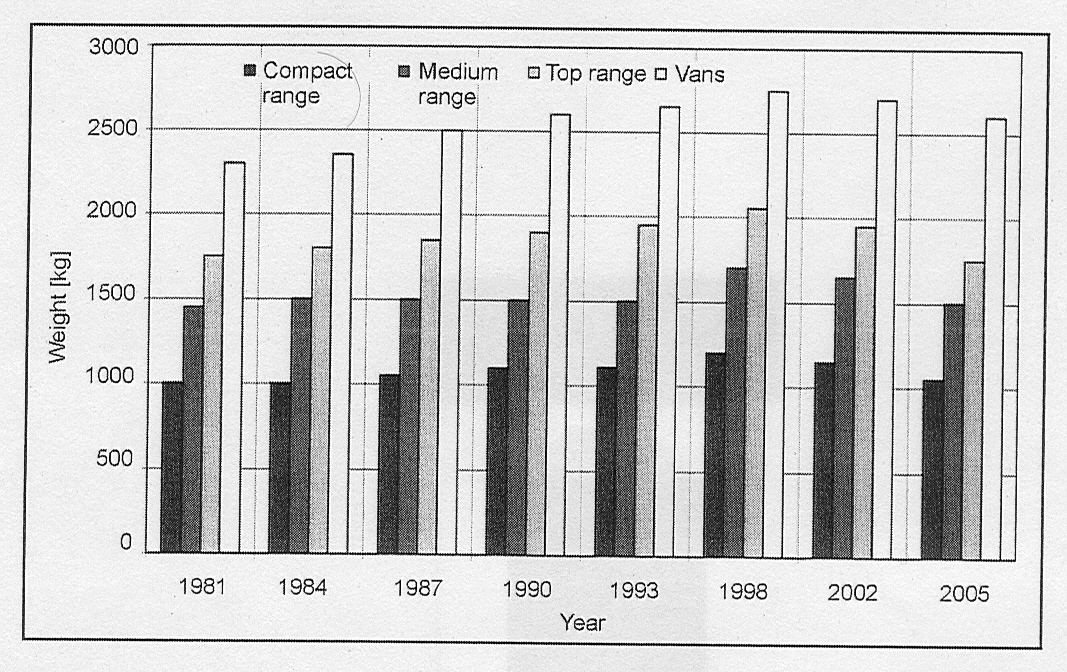 3000
Compact range
Medium range
Top range
Vans
2500
2000
1500
1000
500
0
Weight [kg]
1981 1984 1987 1990 1993 1998 2002 2005
Year